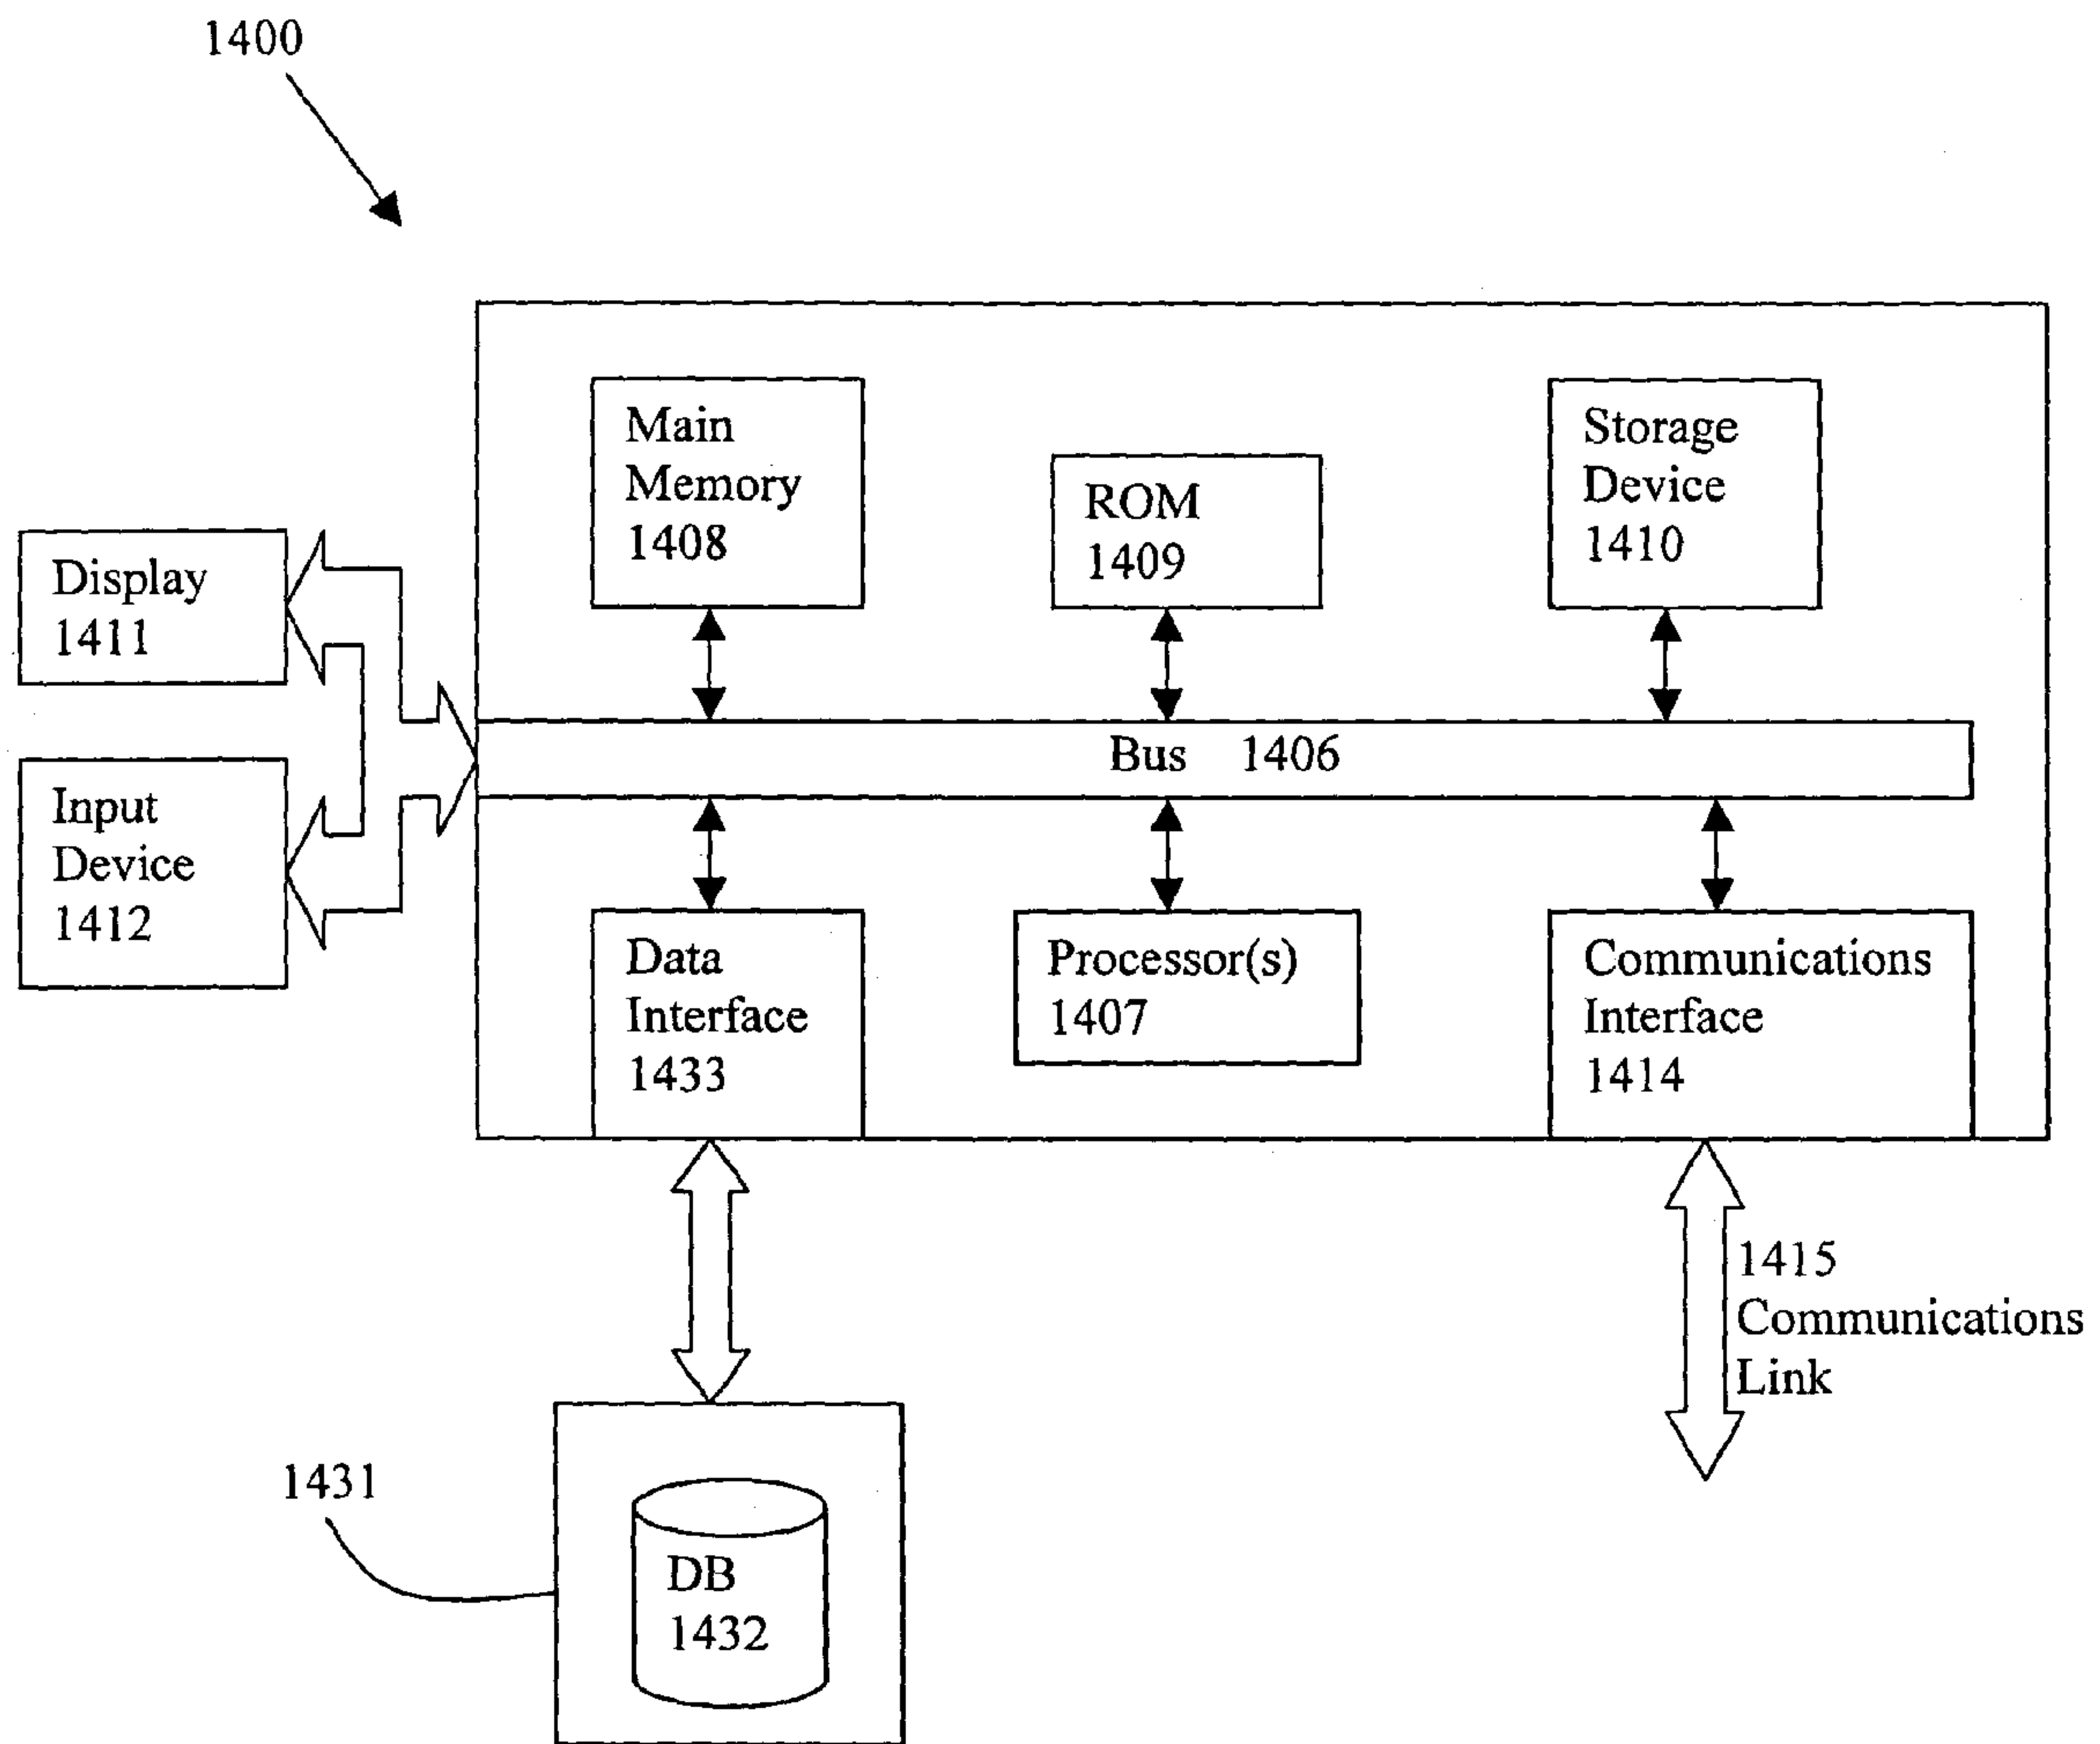 1400
Main
Memory
1408
ROM
1409
Storage
Device
1410
Display
1411
Bus 1406
Input
Device
1412
Data
Interface
1433
Processor(s)
1407
Communications
Interface
1414
1415
Communications
Link
1431
DB
1432